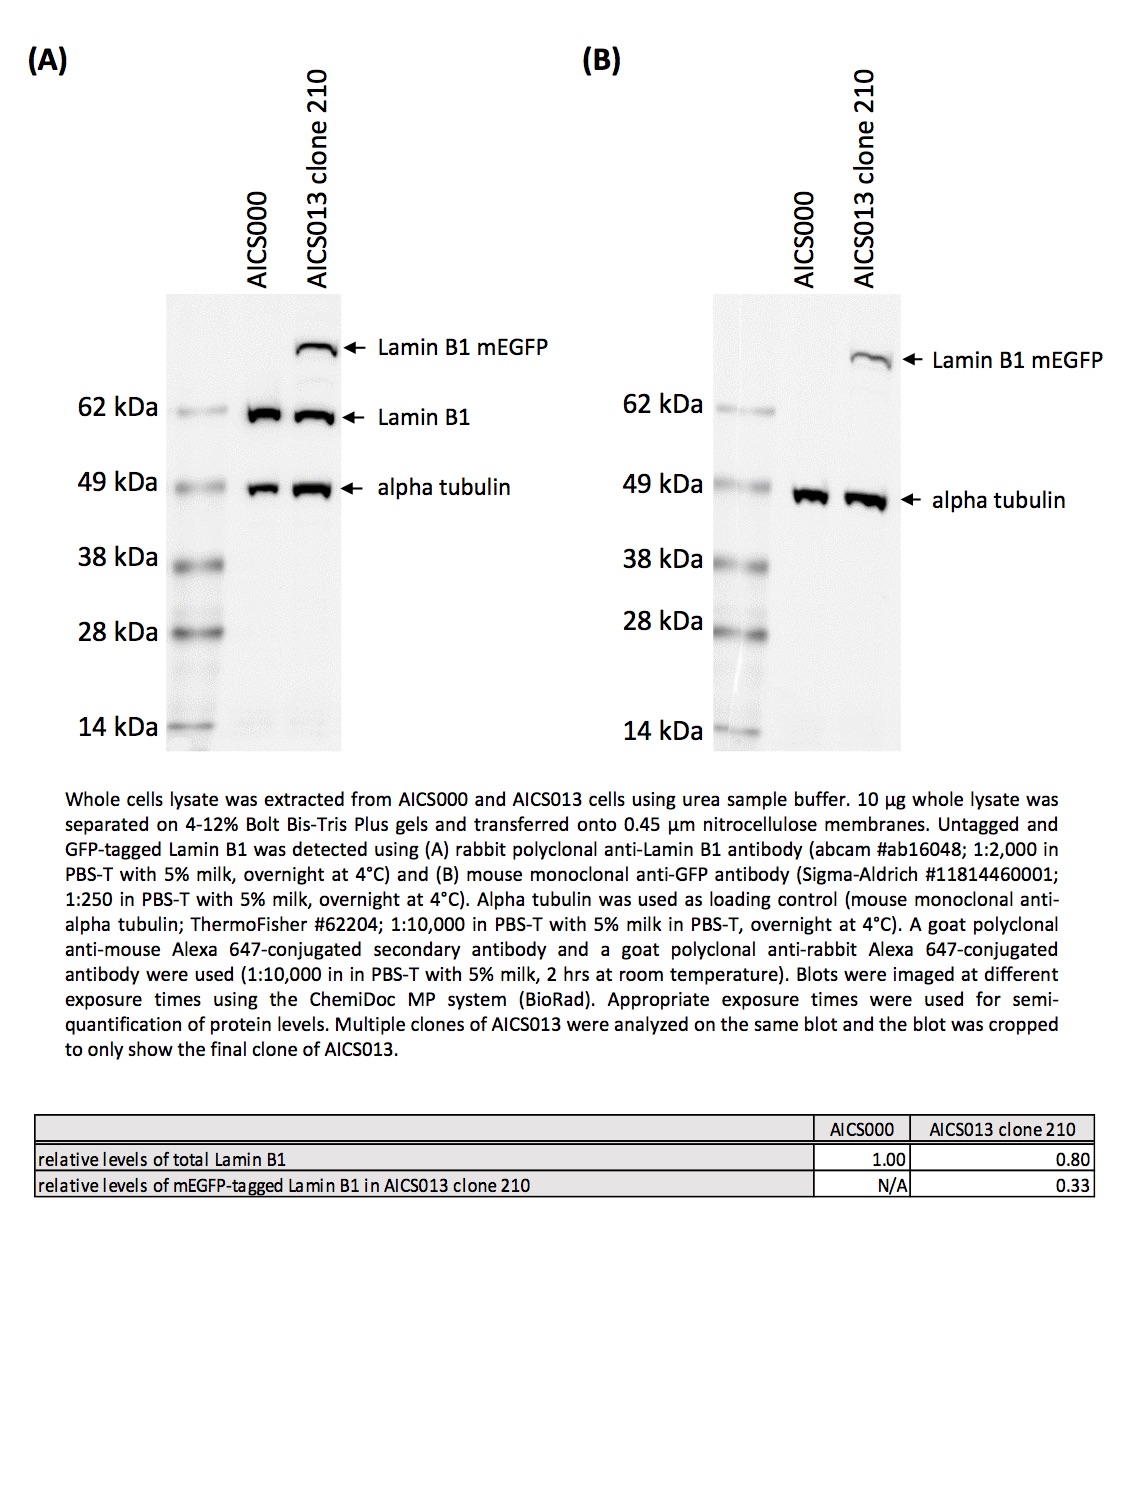 (A)
(B)
AICS000
AICS013 clone 210
AICS000
AICS013 clone 210
Lamin B1 mEGFP
Lamin B1 mEGFP
62 kDa
Lamin B1
62 kDa
49 kDa
alpha tubulin
49 kDa
alpha tubulin
38 kDa
38 kDa
28 kDa
28 kDa
14 kDa
14 kDa
Whole cells lysate was extracted from AICS000 and AICS013 cells using urea sample buffer. 10 µg whole lysate was
separated on 4-12% Bolt Bis-Tris Plus gels and transferred onto 0.45 µm nitrocellulose membranes. Untagged and
GFP-tagged Lamin B1 was detected using (A) rabbit polyclonal anti-Lamin B1 antibody (abcam #ab16048; 1:2,000 in
PBS-T with 5% milk, overnight at 4°C) and (B) mouse monoclonal anti-GFP antibody (Sigma-Aldrich #11814460001;
1:250 in PBS-T with 5% milk, overnight at 4°C). Alpha tubulin was used as loading control (mouse monoclonal anti-
alpha tubulin; ThermoFisher #62204; 1:10,000 in PBS-T with 5% milk in PBS-T, overnight at 4°C). A goat polyclonal
anti-mouse Alexa 647-conjugated secondary antibody and a goat polyclonal anti-rabbit Alexa 647-conjugated
antibody were used (1:10,000 in in PBS-T with 5% milk, 2 hrs at room temperature). Blots were imaged at different
exposure times using the ChemiDoc MP system (BioRad). Appropriate exposure times were used for semi-
quantification of protein levels. Multiple clones of AICS013 were analyzed on the same blot and the blot was cropped
to only show the final clone of AICS013.
AICS000 AICS013 clone 210
relative levels of total Lamin B1 1.00 0.80
relative levels of mEGFP-tagged Lamin B1 in AICS013 clone 210 N/A 0.33